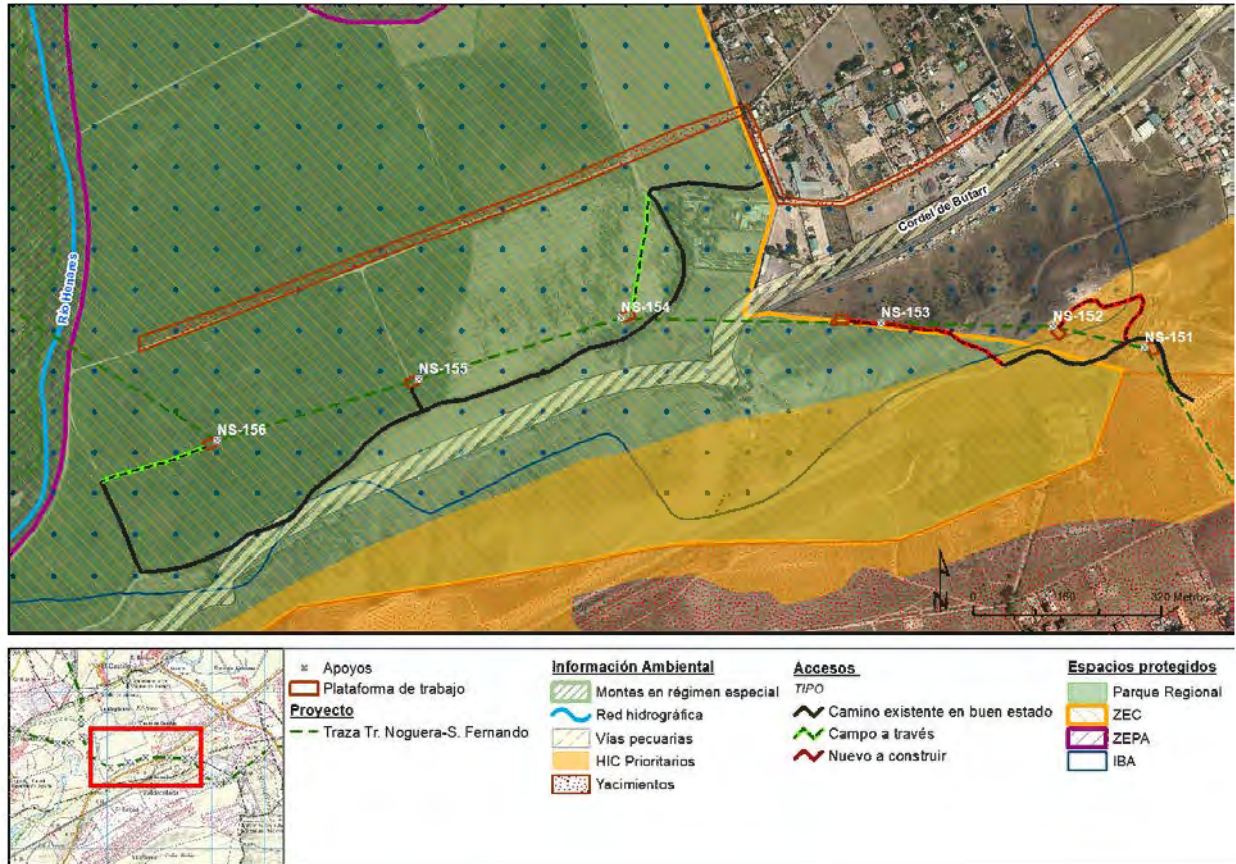 Río Henares
Cordel de Butarr
NS-154
NS-153
NS-152
NS-151
NS-155
NS-156
N
0 160 320 Metros
Apoyos
Plataforma de trabajo
Proyecto
Traza Tr. Noguera-S. Fernando
Información Ambiental
Montes en régimen especial
Red hidrográfica
Vías pecuarias
HIC Prioritarios
Yacimientos
Accesos
TIPO
Camino existente en buen estado
Campo a través
Nuevo a construir
Espacios protegidos
Parque Regional
ZEC
ZEPA
IBA